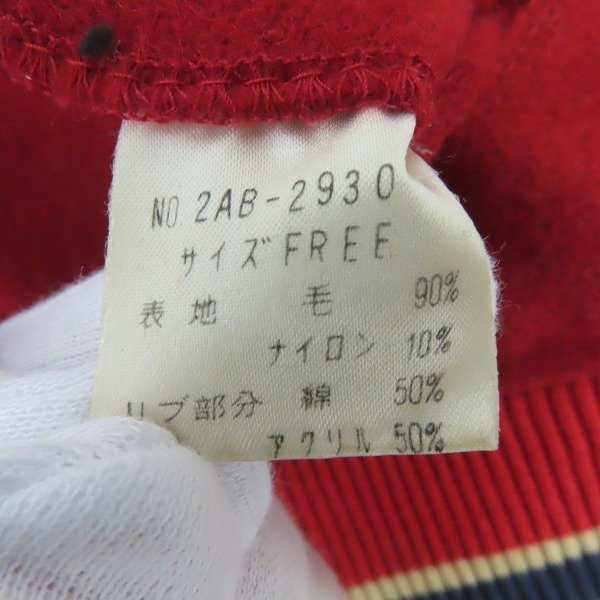 NO 2AB-2930
サイズ FREE
表地 毛 90%
ナイロン 10%
リブ部分 綿 50%
アクリル 50%